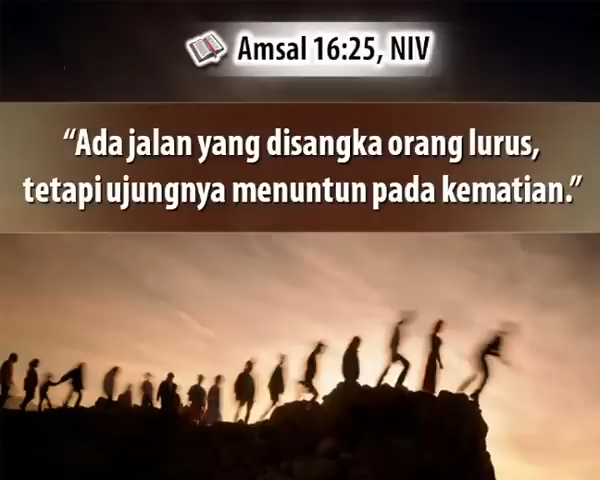 Amsal 16:25, NIV
“Ada jalan yang disangka orang lurus,
tetapi ujungnya menuntun pada kematian.”